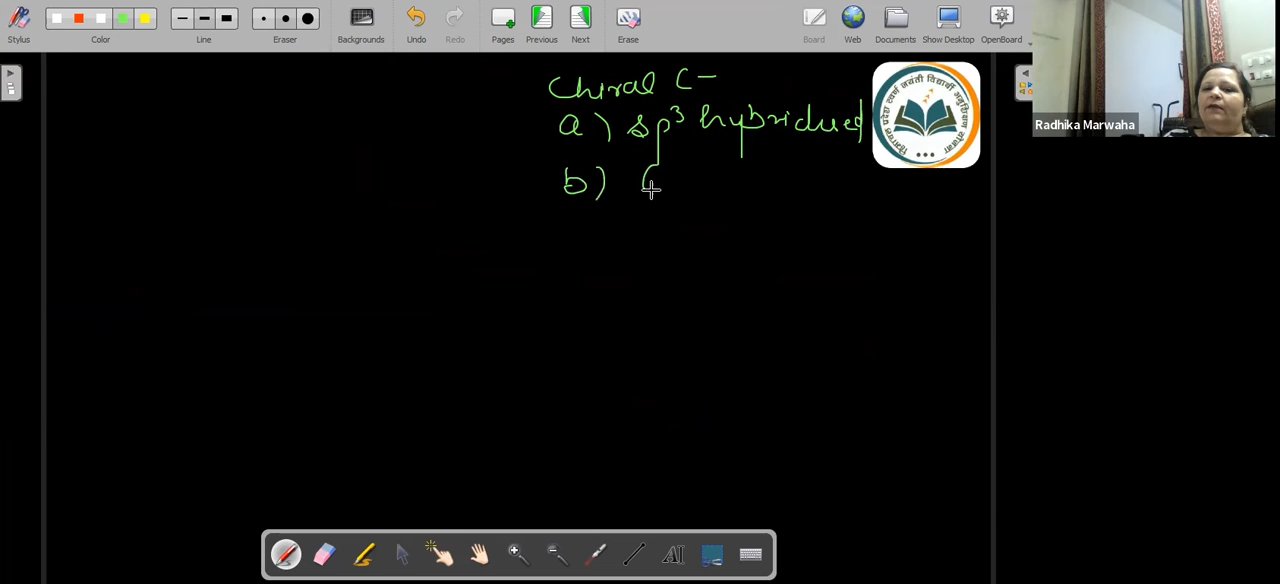 Stylus Color Line Eraser Backgrounds Undo Redo Pages Previous Next Erase Board Web Documents Show Desktop OpenBoard
Radhika Marwaha
Chiral C-
a) sp³ hybridised
b) (
AI